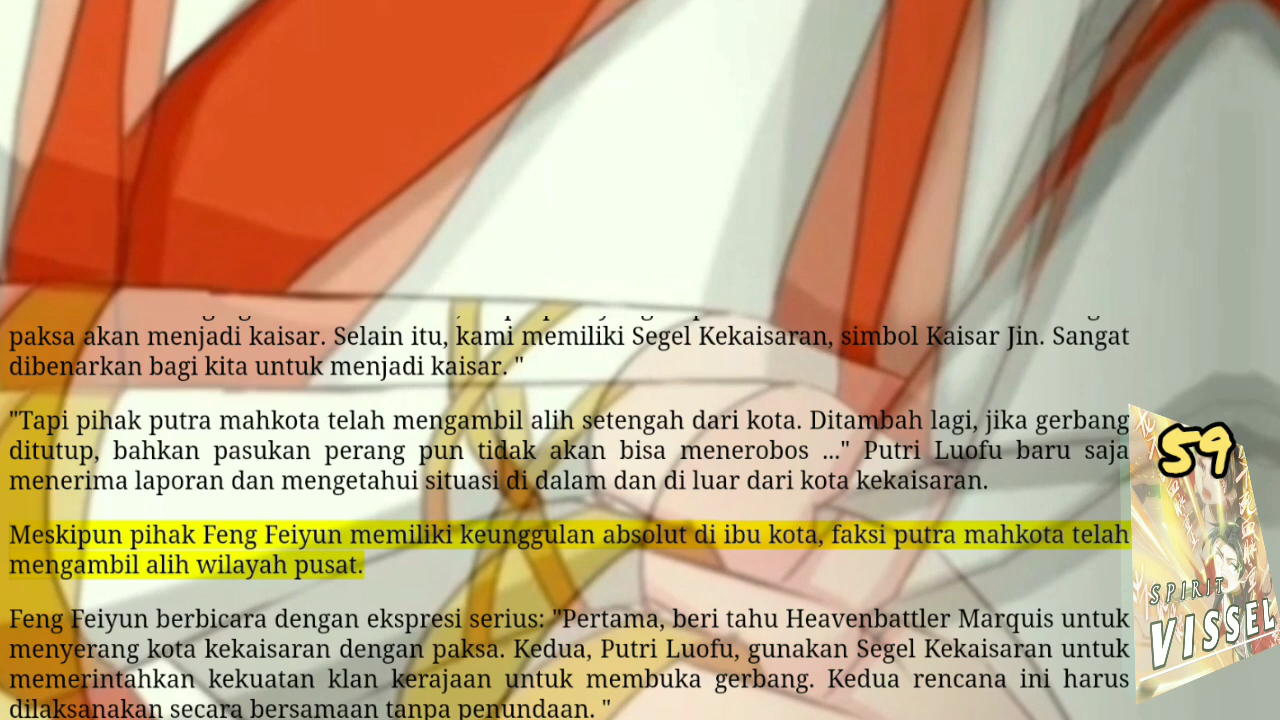 paksa akan menjadi kaisar. Selain itu, kami memiliki Segel Kekaisaran, simbol Kaisar Jin. Sangat
dibenarkan bagi kita untuk menjadi kaisar. "
"Tapi pihak putra mahkota telah mengambil alih setengah dari kota. Ditambah lagi, jika gerbang
ditutup, bahkan pasukan perang pun tidak akan bisa menerobos ..." Putri Luofu baru saja
menerima laporan dan mengetahui situasi di dalam dan di luar dari kota kekaisaran.
Meskipun pihak Feng Feiyun memiliki keunggulan absolut di ibu kota, faksi putra mahkota telah
mengambil alih wilayah pusat.
Feng Feiyun berbicara dengan ekspresi serius: "Pertama, beri tahu Heavenbattler Marquis untuk
menyerang kota kekaisaran dengan paksa. Kedua, Putri Luofu, gunakan Segel Kekaisaran untuk
memerintahkan kekuatan klan kerajaan untuk membuka gerbang. Kedua rencana ini harus
dilaksanakan secara bersamaan tanpa penundaan. "
59
SPIRIT
VISSEL